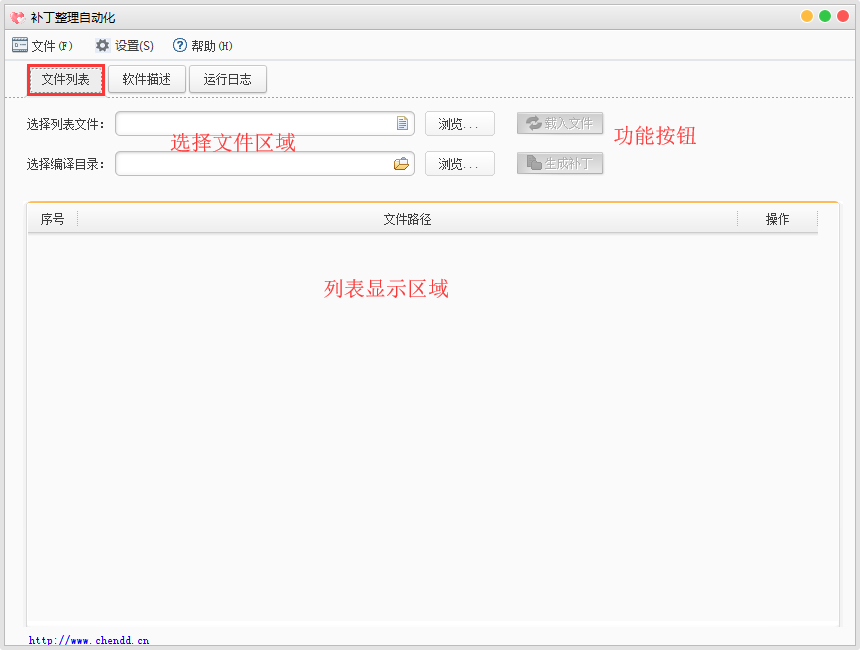 补丁整理自动化
文件(F) 设置(S) 帮助(H)
文件列表 软件描述 运行日志
选择列表文件: 浏览... 载入文件
选择文件区域 功能按钮
选择编译目录: 浏览... 生成补丁
序号 文件路径 操作
列表显示区域
http://www.chendd.cn